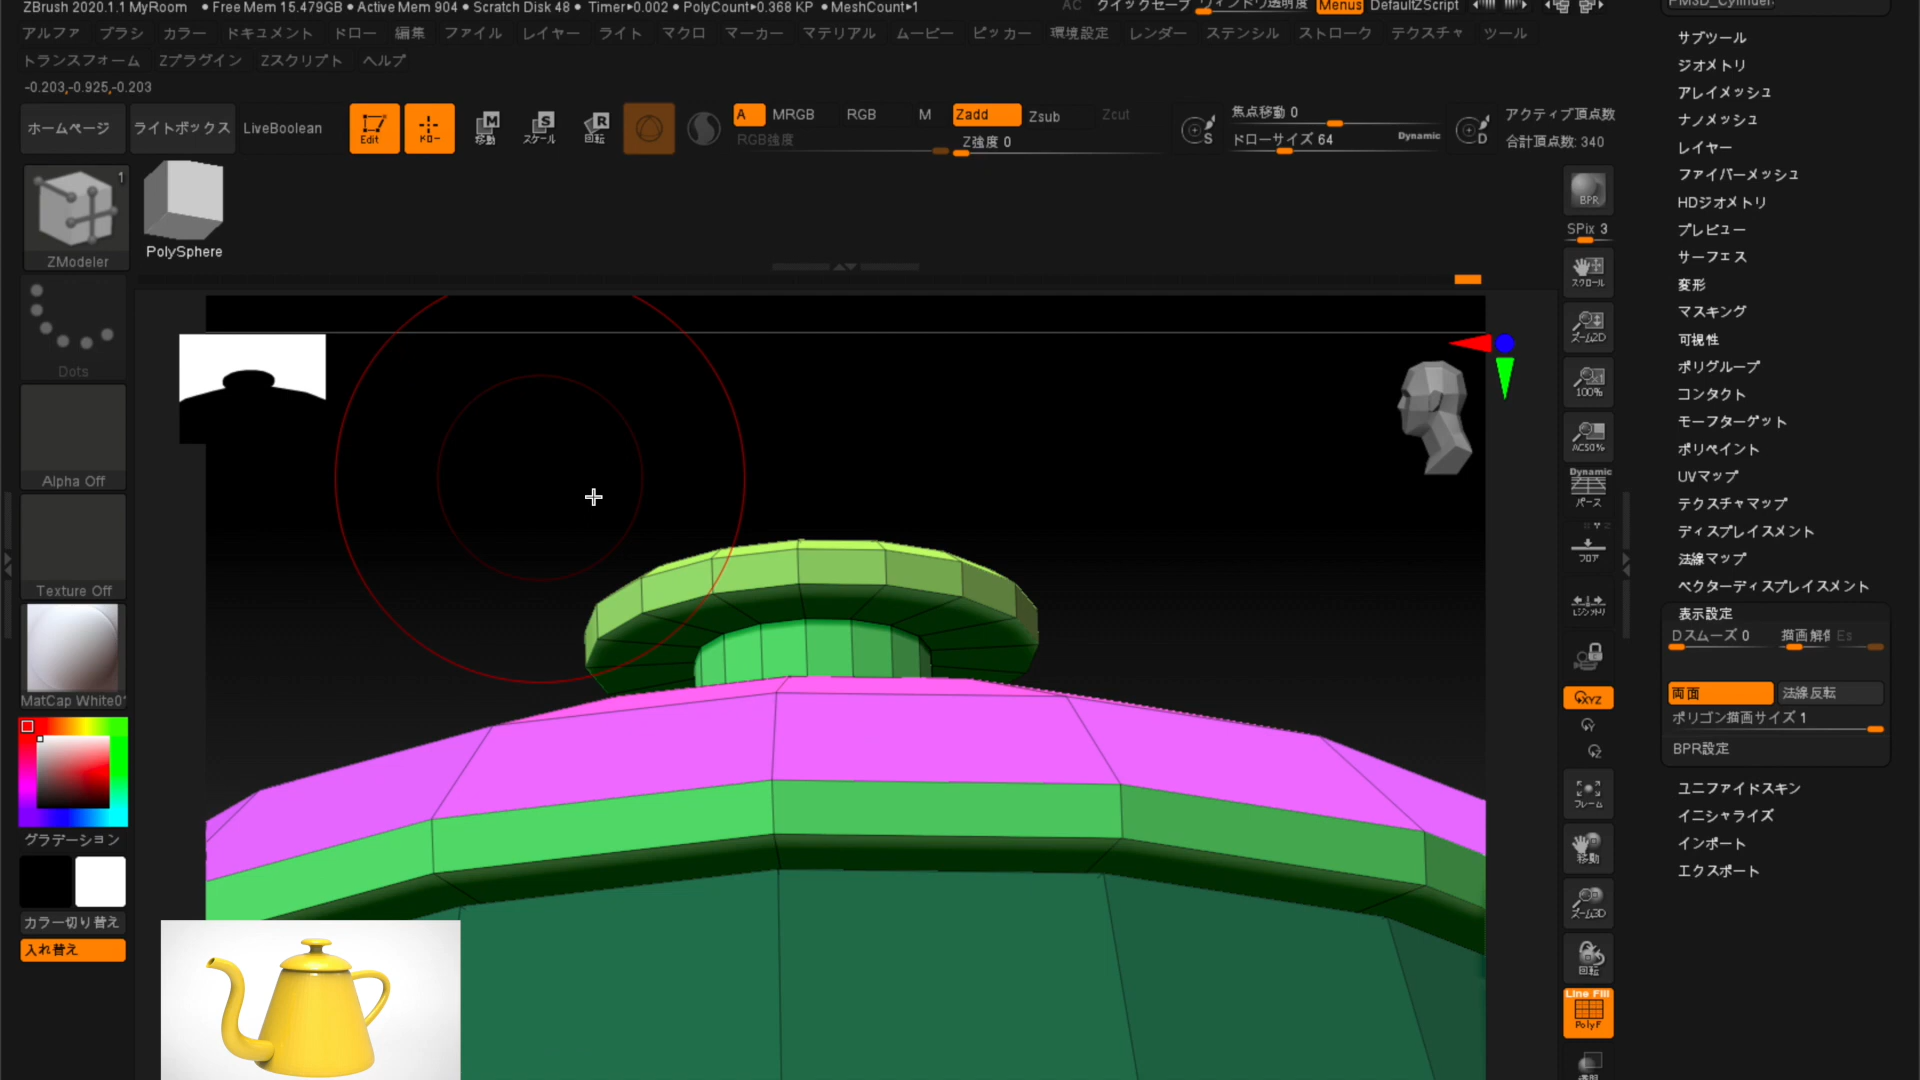 ZBrush 2020.1.1 MyRoom • Free Mem 15.479GB • Active Mem 904 • Scratch Disk 48 • Timer▸0.002 • PolyCount▸0.368 KP • MeshCount▸1
AC クイックセーブ ウィンドウ透明度 Menus DefaultZScript
アルファ ブラシ カラー ドキュメント ドロー 編集 ファイル レイヤー ライト マクロ マーカー マテリアル ムービー ピッカー 環境設定 レンダー ステンシル ストローク テクスチャ ツール
トランスフォーム Zプラグイン Zスクリプト ヘルプ
-0.203,-0.925,-0.203
ホームページ ライトボックス LiveBoolean Edit ドロー 移動 スケール 回転
A MRGB RGB M Zadd Zsub Zcut
RGB強度 Z強度 0
焦点移動 0
ドローサイズ 64 Dynamic
S D
アクティブ頂点数
合計頂点数: 340
1
ZModeler
PolySphere
Dots
Alpha Off
Texture Off
MatCap White01
グラデーション
カラー切り替え
入れ替え
BPR
SPix 3
スクロール
ズーム2D
100%
AC50%
Dynamic
パース
フロア
XYZ
フレーム
移動
ズーム3D
回転
Line Fill
PolyF
透明
PM3D_Cylinder
サブツール
ジオメトリ
アレイメッシュ
ナノメッシュ
レイヤー
ファイバーメッシュ
HDジオメトリ
プレビュー
サーフェス
変形
マスキング
可視性
ポリグループ
コンタクト
モーフターゲット
ポリペイント
UVマップ
テクスチャマップ
ディスプレイスメント
法線マップ
ベクターディスプレイスメント
表示設定
Dスムーズ 0 描画解像 Es
両面 法線反転
ポリゴン描画サイズ 1
BPR設定
ユニファイドスキン
イニシャライズ
インポート
エクスポート